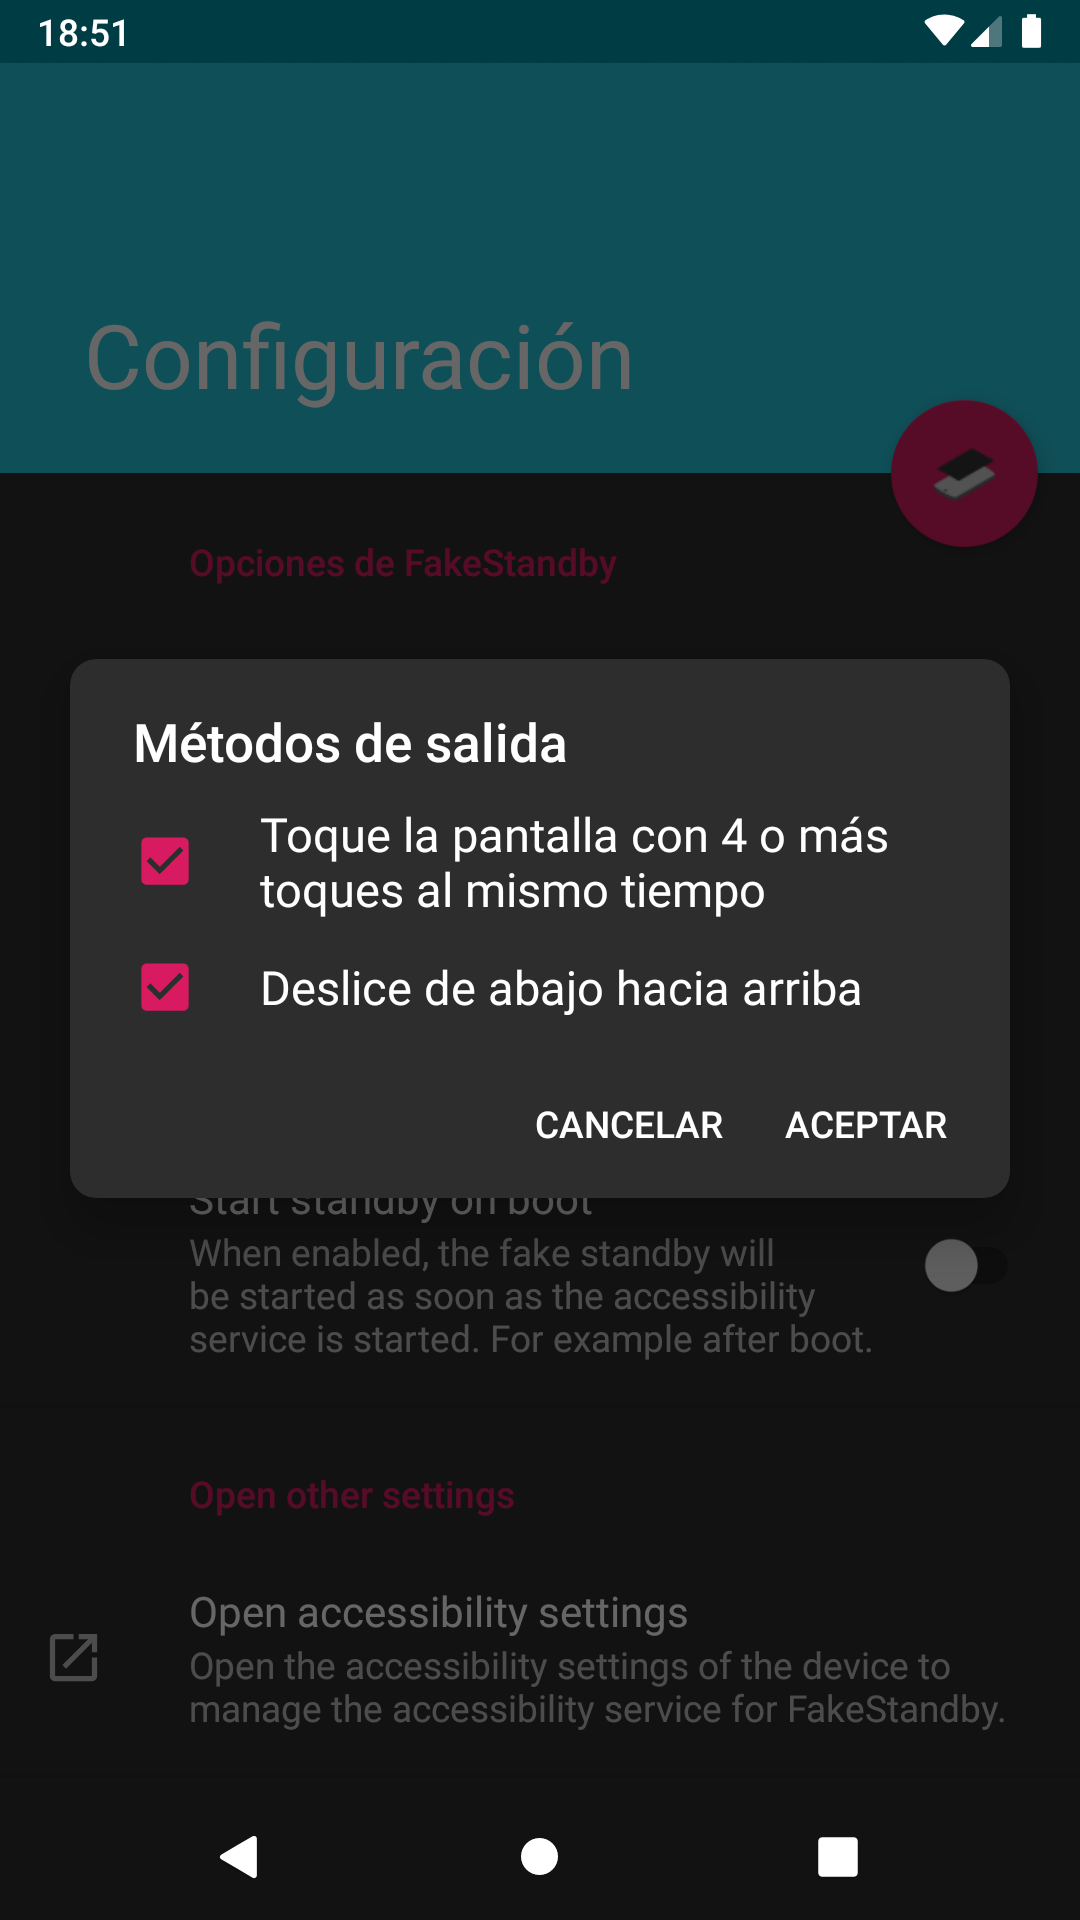 18:51
Configuración
Opciones de FakeStandby
Métodos de salida
Toque la pantalla con 4 o más
toques al mismo tiempo
Deslice de abajo hacia arriba
CANCELAR ACEPTAR
Start standby on boot
When enabled, the fake standby will
be started as soon as the accessibility
service is started. For example after boot.
Open other settings
Open accessibility settings
Open the accessibility settings of the device to
manage the accessibility service for FakeStandby.